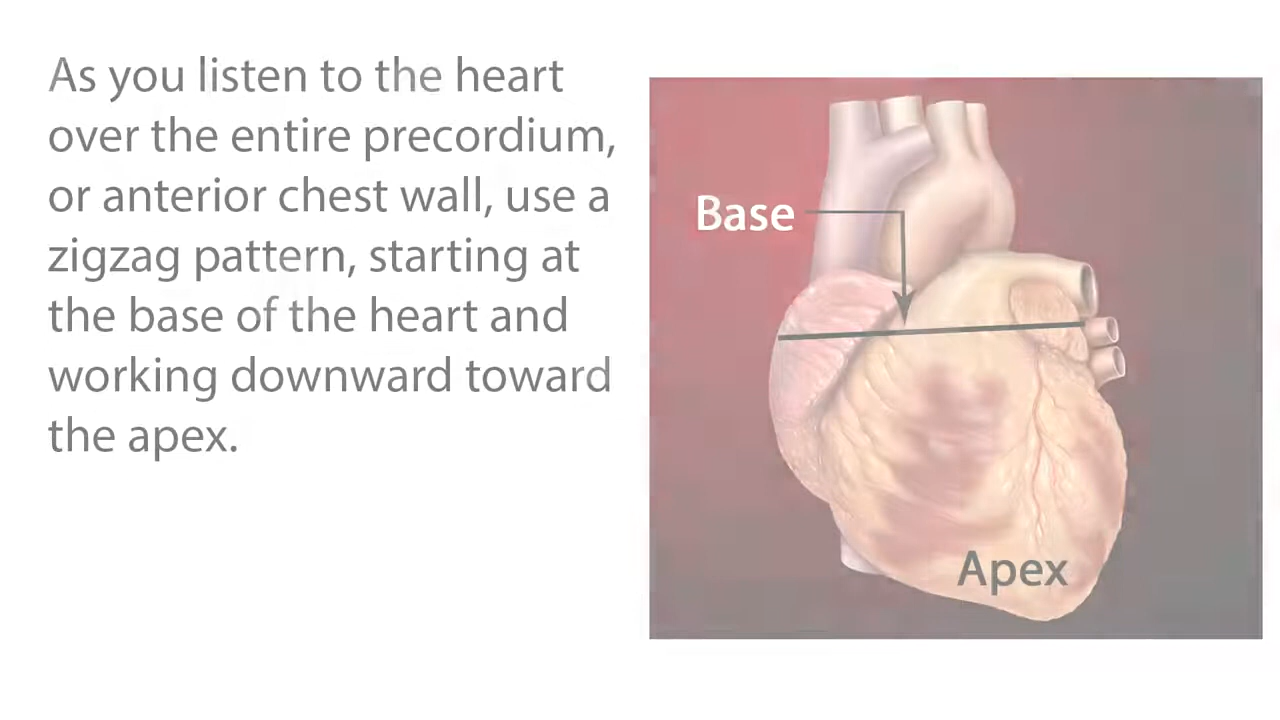 As you listen to the heart
over the entire precordium,
or anterior chest wall, use a
zigzag pattern, starting at
the base of the heart and
working downward toward
the apex.
Base
Apex